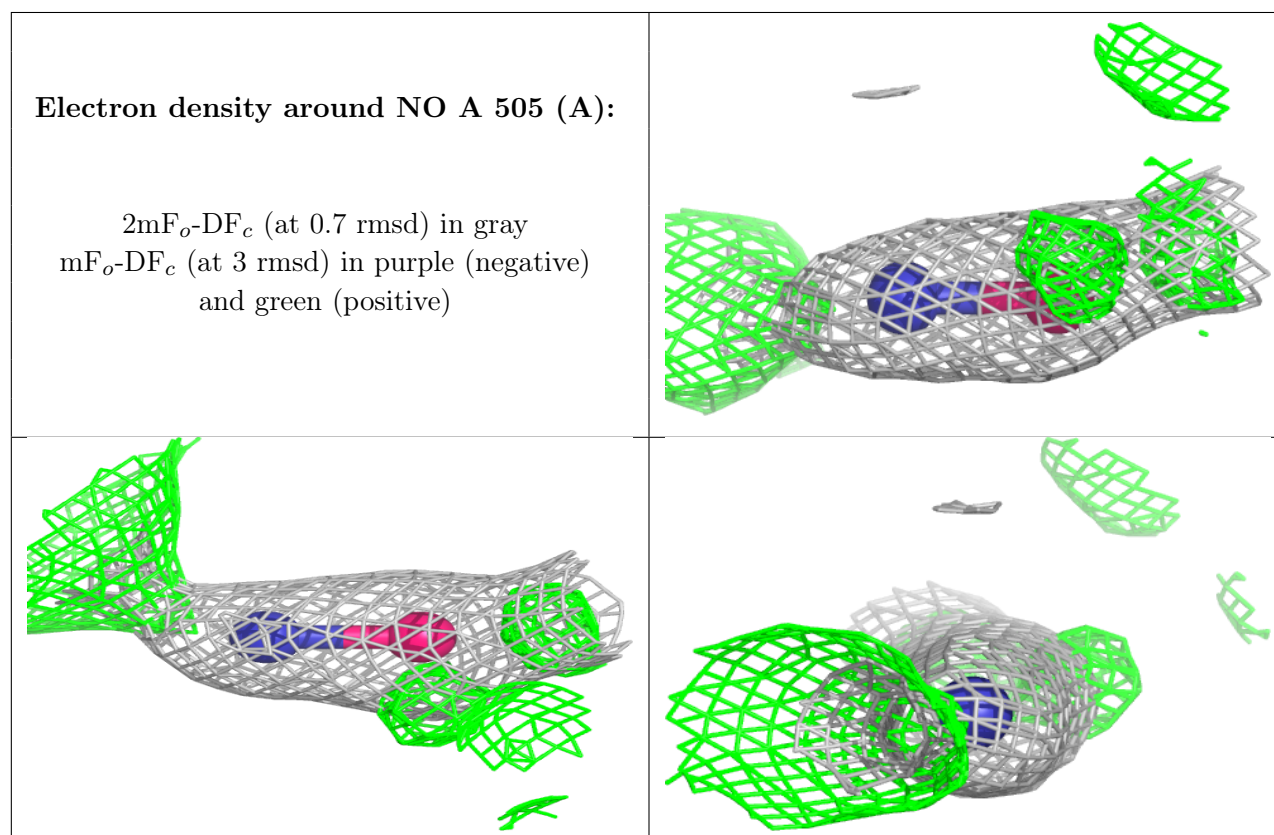 Electron density around NO A 505 (A):
2mFₒ-DF𝒸 (at 0.7 rmsd) in gray
mFₒ-DF𝒸 (at 3 rmsd) in purple (negative)
and green (positive)